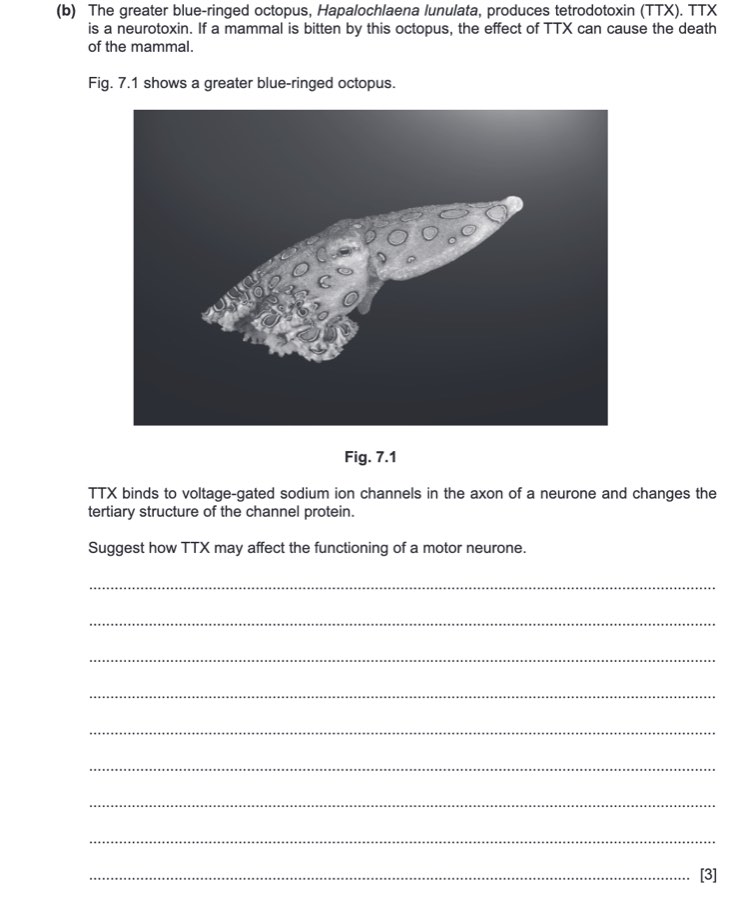 (b) The greater blue-ringed octopus, Hapalochlaena lunulata, produces tetrodotoxin (TTX). TTX
is a neurotoxin. If a mammal is bitten by this octopus, the effect of TTX can cause the death
of the mammal.
Fig. 7.1 shows a greater blue-ringed octopus.
Fig. 7.1
TTX binds to voltage-gated sodium ion channels in the axon of a neurone and changes the
tertiary structure of the channel protein.
Suggest how TTX may affect the functioning of a motor neurone.
[3]